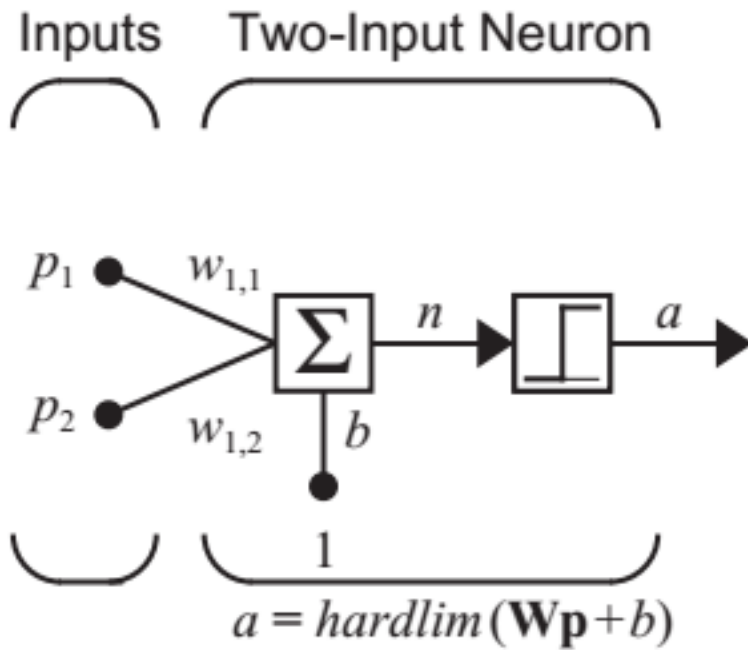 Inputs Two-Input Neuron
p₁ w₁,₁
Σ n a
p₂ w₁,₂ b
1
a = hardlim(Wp + b)